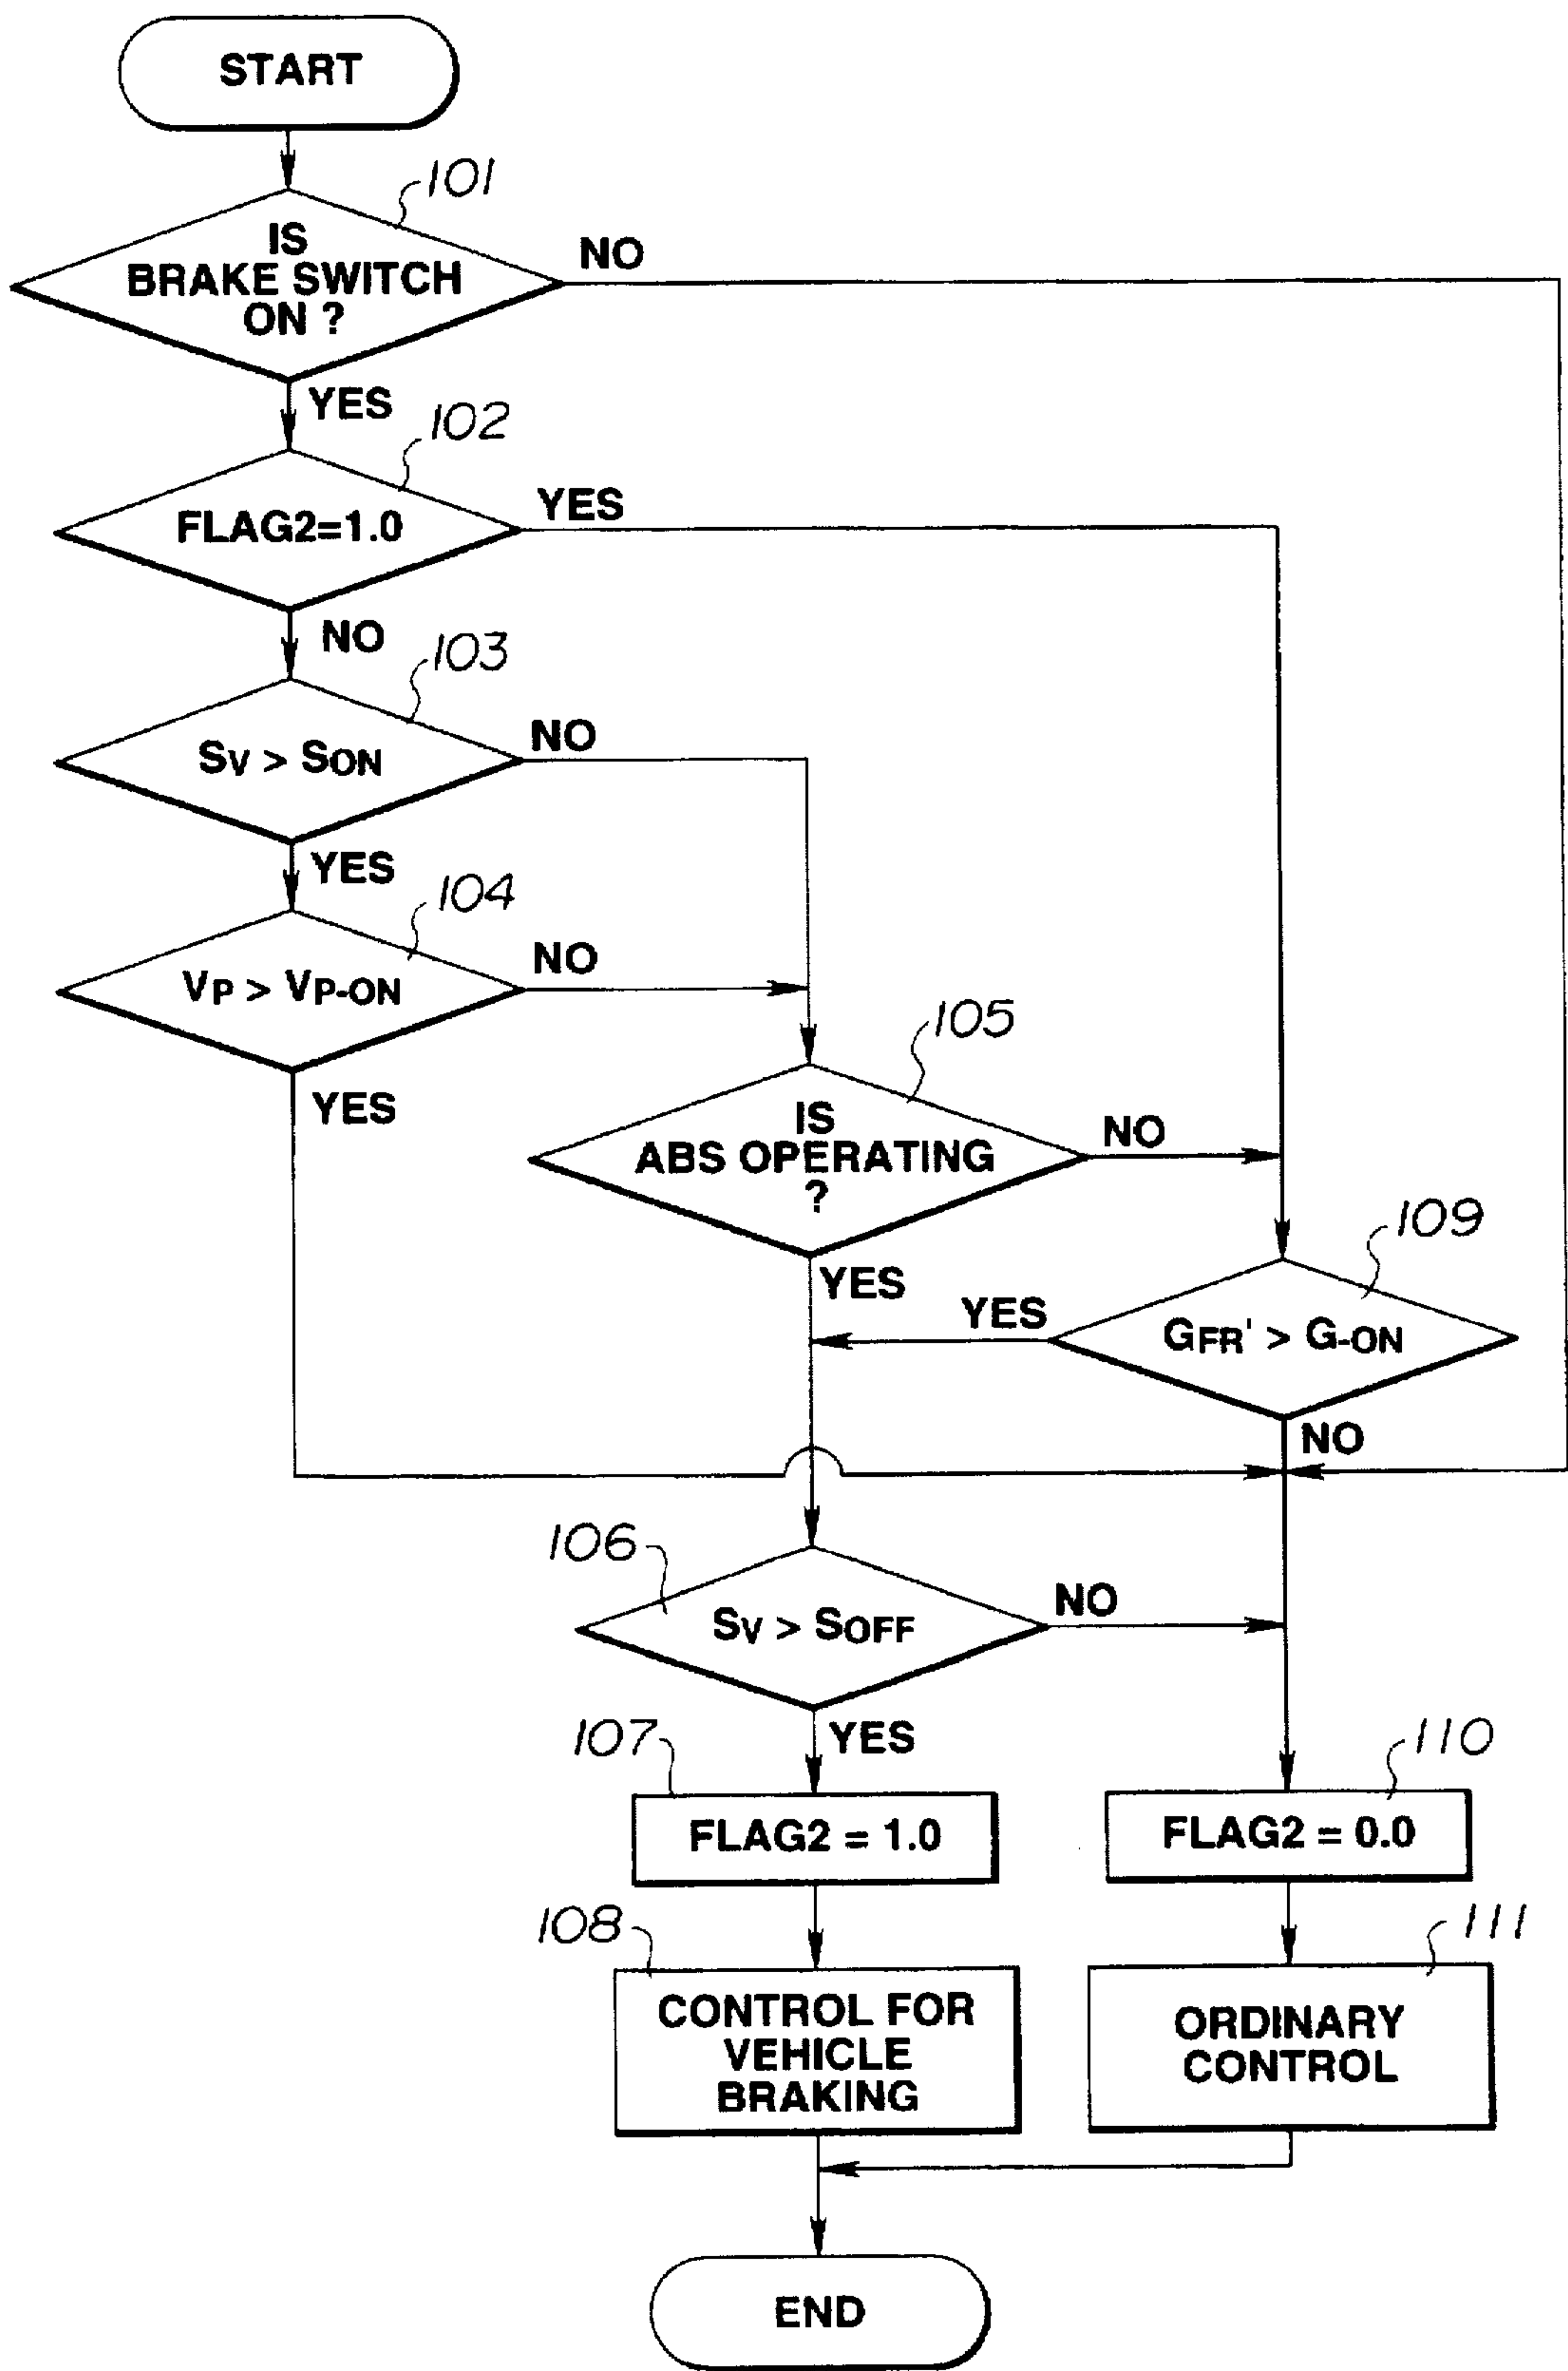 START
101
IS
BRAKE SWITCH
ON ?
NO
YES
102
FLAG2=1.0
YES
NO
103
SV > SON
NO
YES
104
VP > VP-ON
NO
YES
105
IS
ABS OPERATING
?
NO
YES
109
GFR' > G-ON
YES
NO
106
SV > SOFF
NO
YES
107
FLAG2 = 1.0
110
FLAG2 = 0.0
108
CONTROL FOR
VEHICLE
BRAKING
111
ORDINARY
CONTROL
END